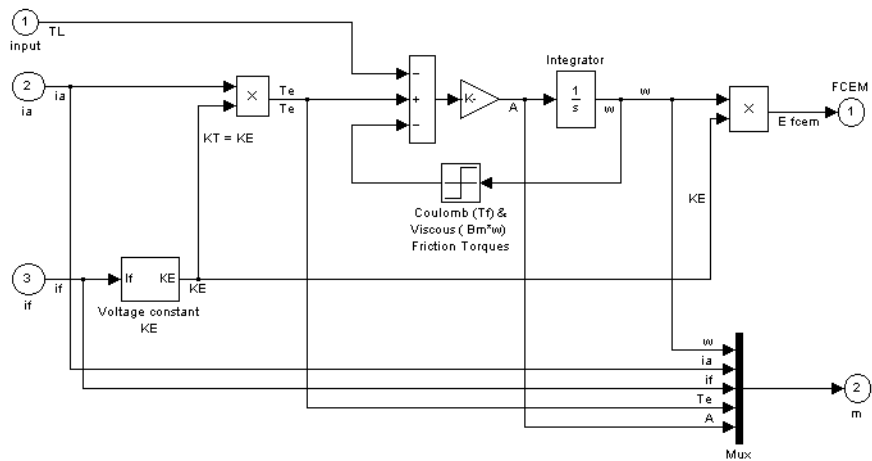 1
TL
input
2
ia
ia
×
Te
Te
KT = KE
−
+
−
K-
A
Integrator
1
s
w
w
w
×
FCEM
1
E fcem
KE
Coulomb (Tf) &
Viscous ( Bm*w)
Friction Torques
3
if
if
If
KE
KE
Voltage constant
KE
w
ia
if
Te
A
Mux
2
m